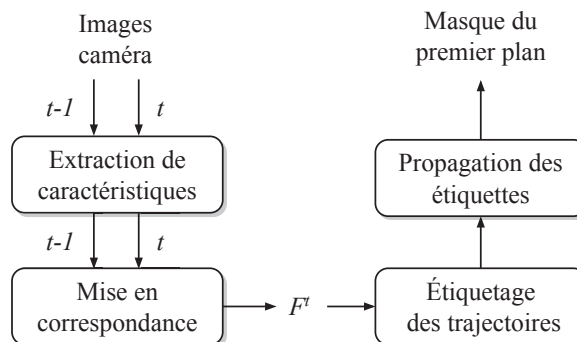 Images
caméra
t-1 t
Extraction de
caractéristiques
t-1 t
Mise en
correspondance
Fᵗ
Étiquetage
des trajectoires
Propagation des
étiquettes
Masque du
premier plan